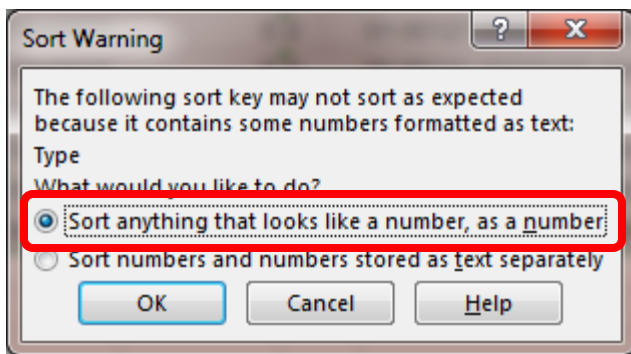 Sort Warning
?
The following sort key may not sort as expected
because it contains some numbers formatted as text:
Type
What would you like to do?
Sort anything that looks like a number, as a number
Sort numbers and numbers stored as text separately
OK Cancel Help